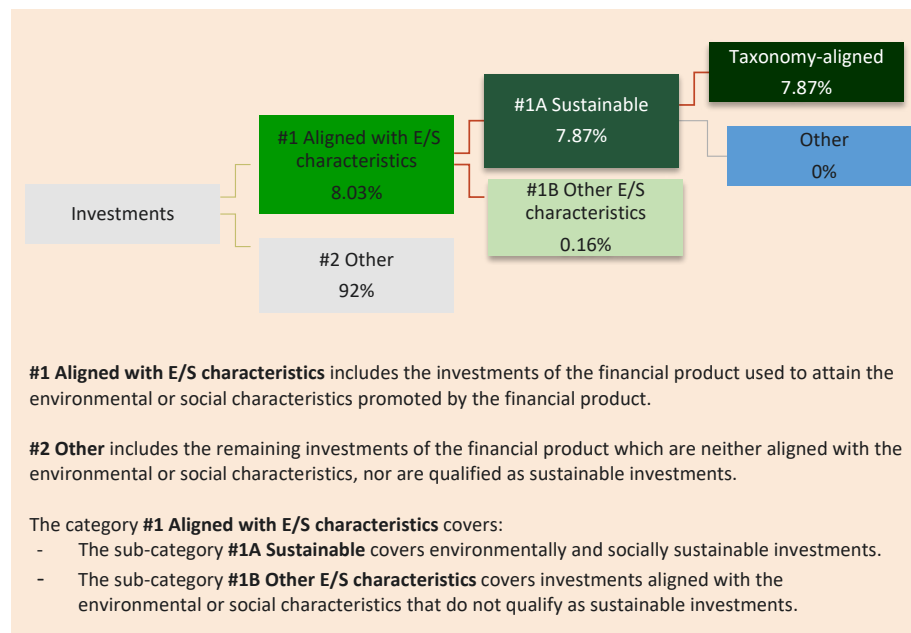 Taxonomy-aligned
7.87%
#1A Sustainable
7.87%
#1 Aligned with E/S
characteristics
8.03%
Other
0%
#1B Other E/S
characteristics
0.16%
Investments
#2 Other
92%
#1 Aligned with E/S characteristics includes the investments of the financial product used to attain the
environmental or social characteristics promoted by the financial product.
#2 Other includes the remaining investments of the financial product which are neither aligned with the
environmental or social characteristics, nor are qualified as sustainable investments.
The category #1 Aligned with E/S characteristics covers:
- The sub-category #1A Sustainable covers environmentally and socially sustainable investments.
- The sub-category #1B Other E/S characteristics covers investments aligned with the
environmental or social characteristics that do not qualify as sustainable investments.